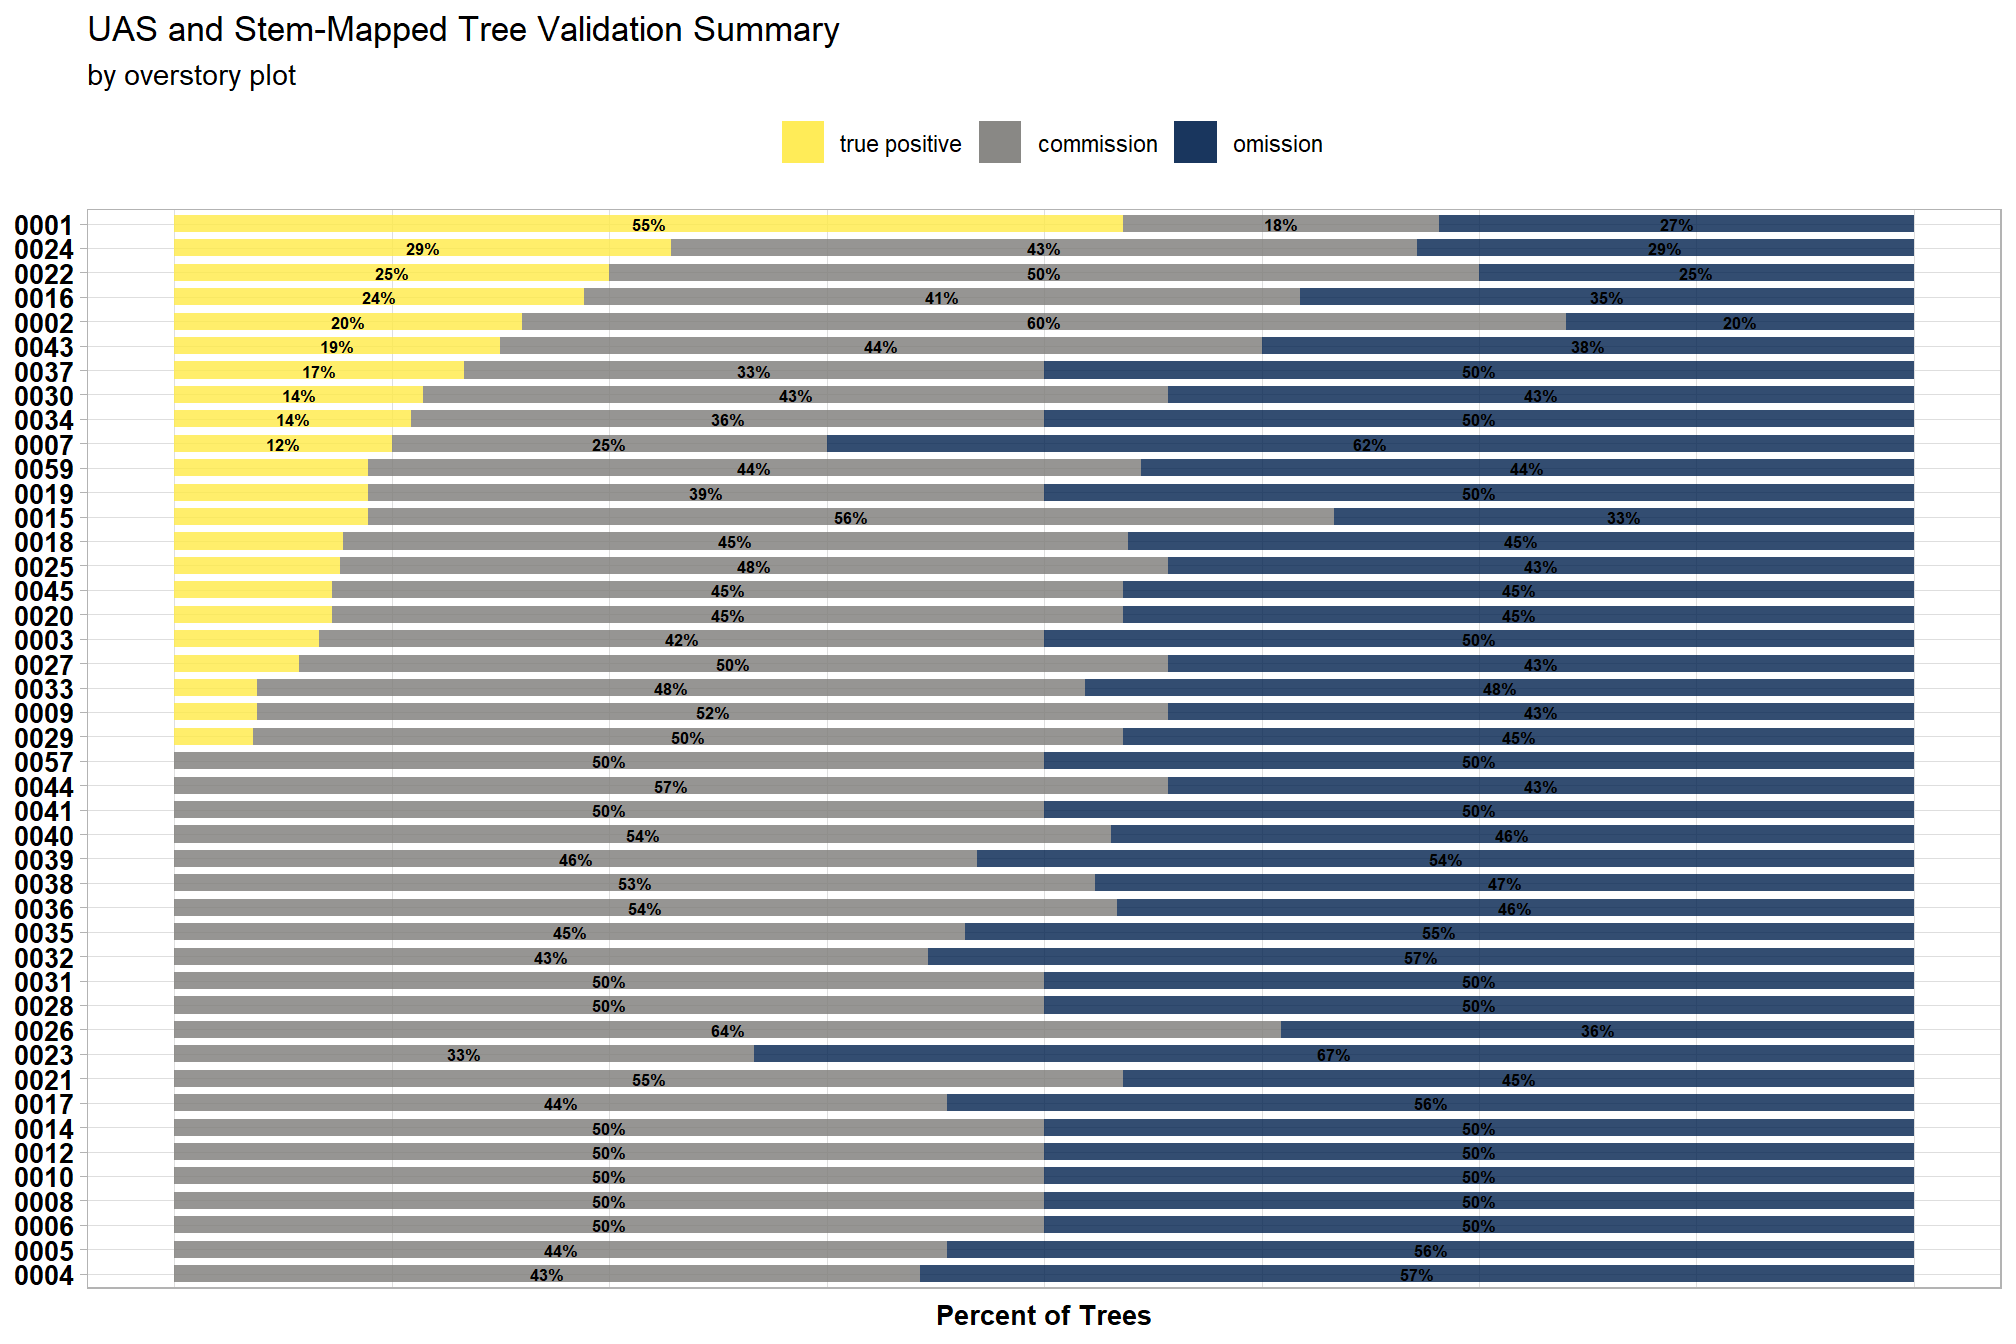 UAS and Stem-Mapped Tree Validation Summary
by overstory plot
true positive commission omission
0001 55% 18% 27%
0024 29% 43% 29%
0022 25% 50% 25%
0016 24% 41% 35%
0002 20% 60% 20%
0043 19% 44% 38%
0037 17% 33% 50%
0030 14% 43% 43%
0034 14% 36% 50%
0007 12% 25% 62%
0059 44% 44%
0019 39% 50%
0015 56% 33%
0018 45% 45%
0025 48% 43%
0045 45% 45%
0020 45% 45%
0003 42% 50%
0027 50% 43%
0033 48% 48%
0009 52% 43%
0029 50% 45%
0057 50% 50%
0044 57% 43%
0041 50% 50%
0040 54% 46%
0039 46% 54%
0038 53% 47%
0036 54% 46%
0035 45% 55%
0032 43% 57%
0031 50% 50%
0028 50% 50%
0026 64% 36%
0023 33% 67%
0021 55% 45%
0017 44% 56%
0014 50% 50%
0012 50% 50%
0010 50% 50%
0008 50% 50%
0006 50% 50%
0005 44% 56%
0004 43% 57%
Percent of Trees